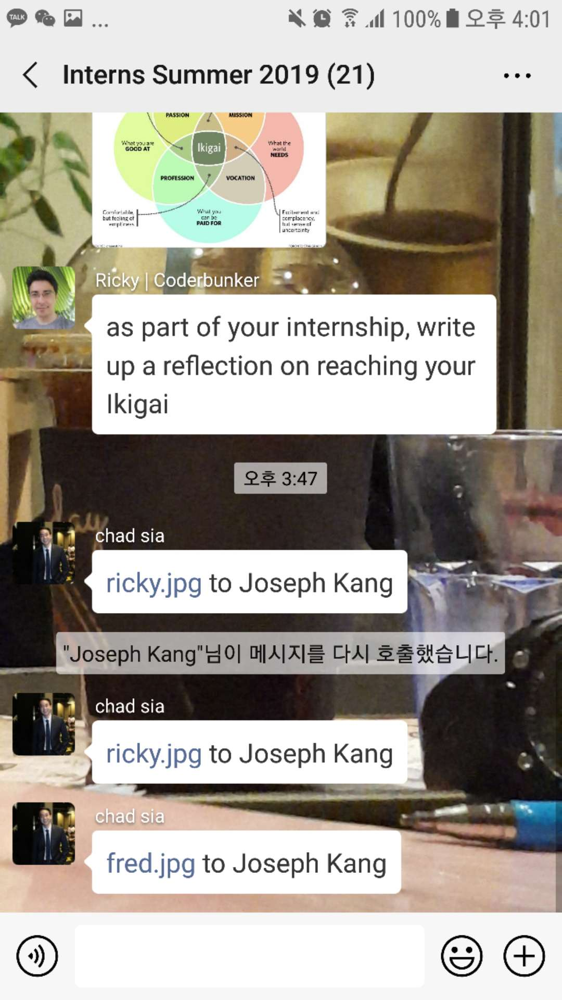 TALK
...
100% 오후 4:01
Interns Summer 2019 (21)
PASSION
MISSION
What you are
GOOD AT
Ikigai
What the
world
NEEDS
PROFESSION
VOCATION
Comfortable,
but feeling of
emptiness
What you
can be
PAID FOR
Excitement and
complacency,
but sense of
uncertainty
Ricky | Coderbunker
as part of your internship, write
up a reflection on reaching your
Ikigai
오후 3:47
chad sia
ricky.jpg to Joseph Kang
"Joseph Kang"님이 메시지를 다시 호출했습니다.
chad sia
ricky.jpg to Joseph Kang
chad sia
fred.jpg to Joseph Kang